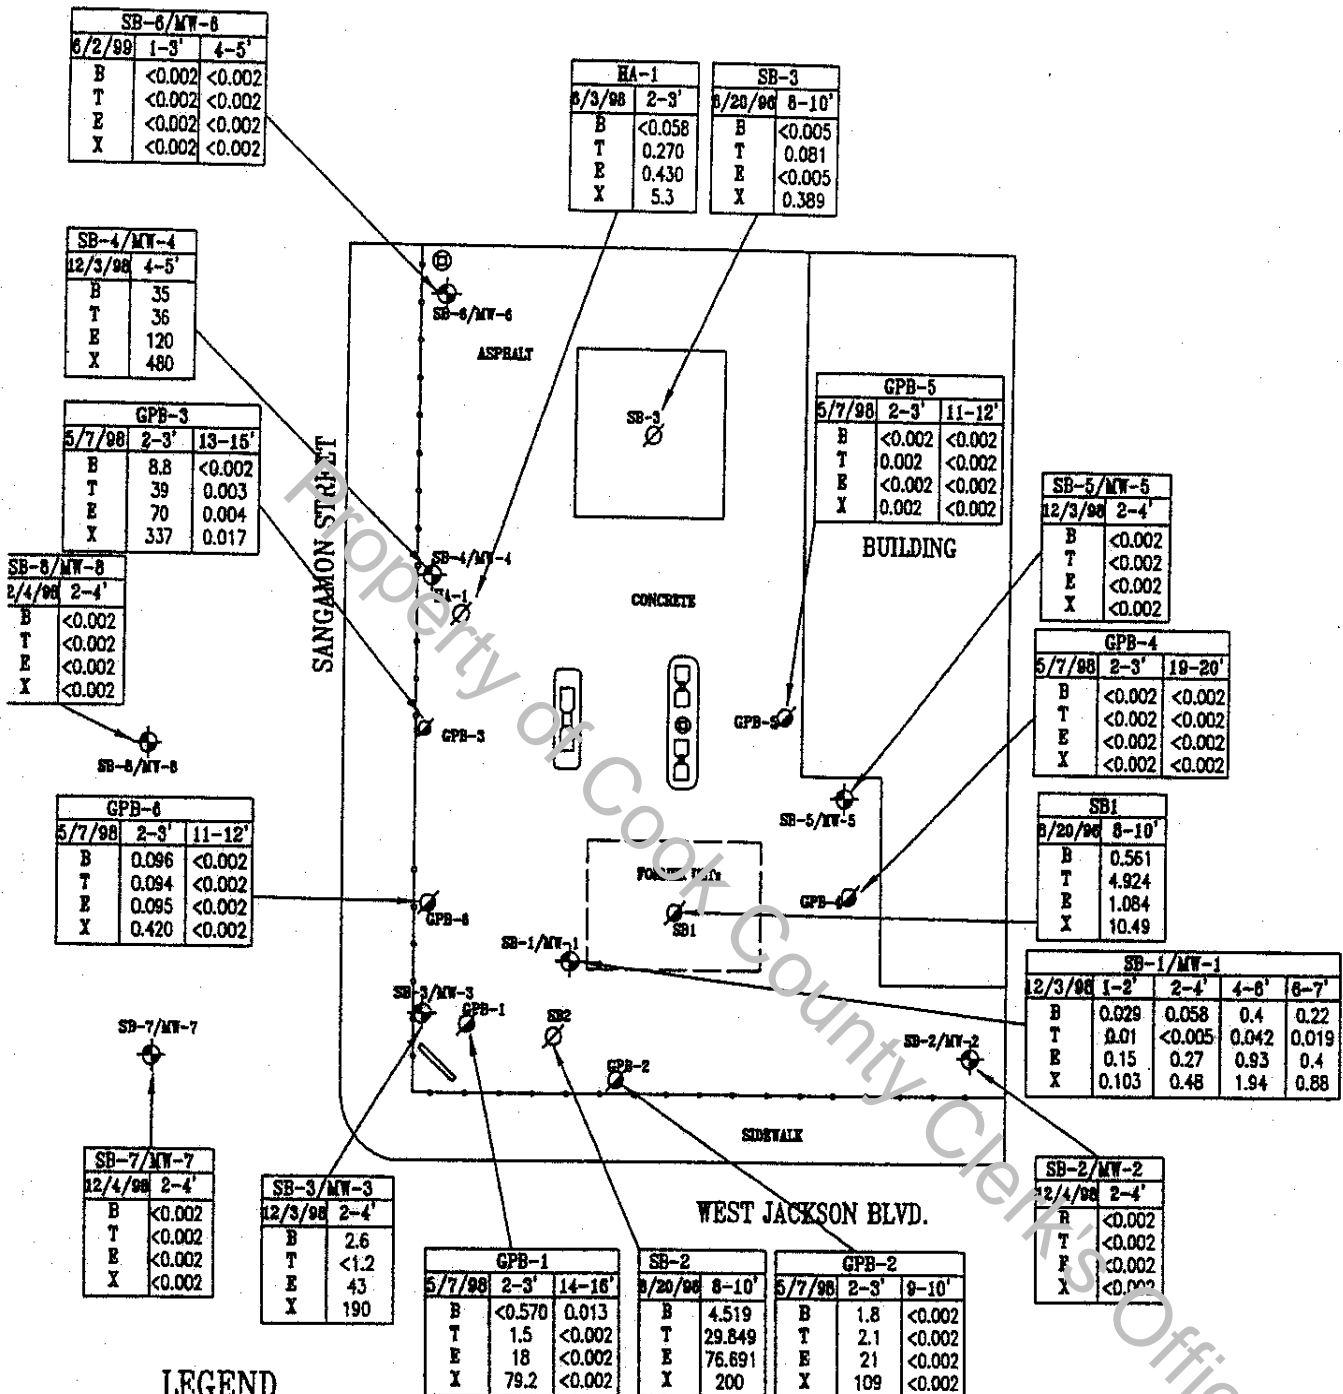 SB-6/MW-6
6/2/99 1-3' 4-5'
B <0.002 <0.002
T <0.002 <0.002
E <0.002 <0.002
X <0.002 <0.002
HA-1
6/3/98 2-3'
B <0.058
T 0.270
E 0.430
X 5.3
SB-3
8-10'
B <0.005
T 0.081
E <0.005
X 0.389
SB-4/MW-4
12/3/98 4-5'
B 35
T 36
E 120
X 480
GPB-3
5/7/98 2-3' 13-15'
B 8.8 <0.002
T 39 0.003
E 70 0.004
X 337 0.017
SB-8/MW-8
2/4/98 2-4'
B <0.002
T <0.002
E <0.002
X <0.002
SB-6/MW-6
ASPHALT
SB-3
GPB-5
5/7/98 2-3' 11-12'
B <0.002 <0.002
T 0.002 <0.002
E <0.002 <0.002
X 0.002 <0.002
BUILDING
SB-5/MW-5
12/3/98 2-4'
B <0.002
T <0.002
E <0.002
X <0.002
SANGAMON STREET
SB-4/MW-4
HA-1
CONCRETE
GPB-4
5/7/98 2-3' 19-20'
B <0.002 <0.002
T <0.002 <0.002
E <0.002 <0.002
X <0.002 <0.002
GPB-3
GPB-5
SB-8/MW-8
SB-5/MW-5
GPB-6
5/7/98 2-3' 11-12'
B 0.096 <0.002
T 0.094 <0.002
E 0.095 <0.002
X 0.420 <0.002
SB1
8-10'
B 0.561
T 4.924
E 1.084
X 10.49
FORMER UST's
GPB-4
GPB-6
SB1
SB-1/MW-1
SB-1/MW-1
12/3/98 1-2' 2-4' 4-6' 6-7'
B 0.029 0.058 0.4 0.22
T 0.01 <0.005 0.042 0.019
E 0.15 0.27 0.93 0.4
X 0.103 0.48 1.94 0.88
SB-3/MW-3
GPB-1
SB2
SB-7/MW-7
SB-2/MW-2
GPB-2
SIDEWALK
WEST JACKSON BLVD.
SB-7/MW-7
12/4/98 2-4'
B <0.002
T <0.002
E <0.002
X <0.002
SB-3/MW-3
12/3/98 2-4'
B 2.6
T <1.2
E 43
X 190
SB-2/MW-2
12/4/98 2-4'
B <0.002
T <0.002
E <0.002
X <0.002
GPB-1
5/7/98 2-3' 14-16'
B <0.570 0.013
T 1.5 <0.002
E 18 <0.002
X 79.2 <0.002
SB-2
8-10'
B 4.519
T 29.849
E 76.691
X 200
GPB-2
5/7/98 2-3' 9-10'
B 1.8 <0.002
T 2.1 <0.002
E 21 <0.002
X 109 <0.002
LEGEND
Property of Cook County Clerk's Offic